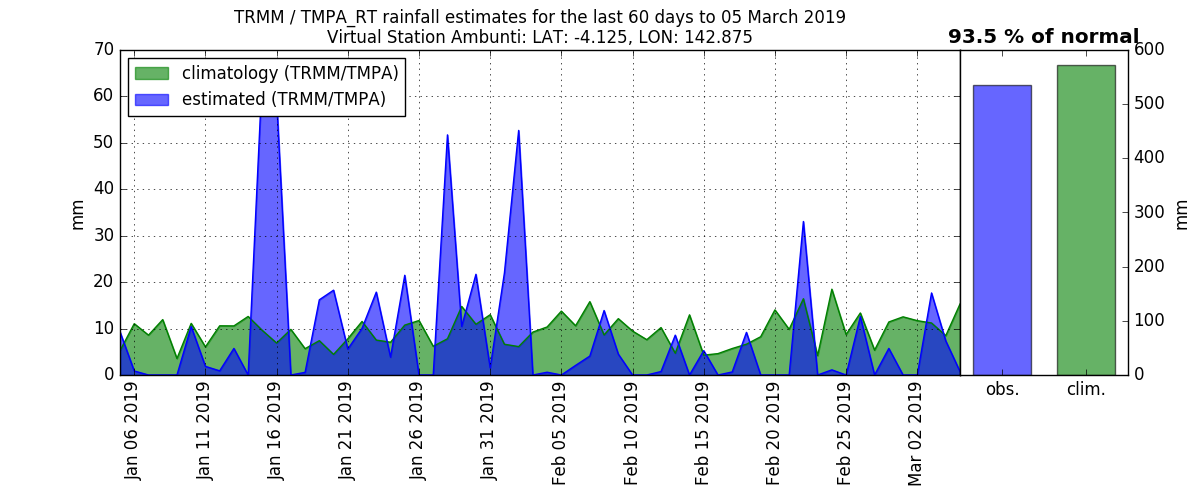 TRMM / TMPA_RT rainfall estimates for the last 60 days to 05 March 2019
Virtual Station Ambunti: LAT: -4.125, LON: 142.875
93.5 % of normal
climatology (TRMM/TMPA)
estimated (TRMM/TMPA)
mm
70
60
50
40
30
20
10
0
Jan 06 2019
Jan 11 2019
Jan 16 2019
Jan 21 2019
Jan 26 2019
Jan 31 2019
Feb 05 2019
Feb 10 2019
Feb 15 2019
Feb 20 2019
Feb 25 2019
Mar 02 2019
obs.
clim.
600
500
400
300
200
100
0
mm